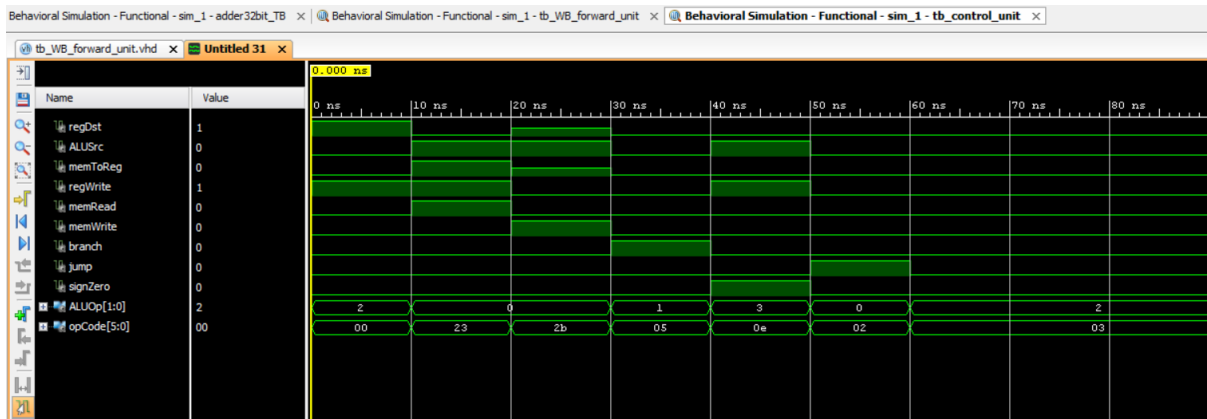 Behavioral Simulation - Functional - sim_1 - adder32bit_TB × Behavioral Simulation - Functional - sim_1 - tb_WB_forward_unit × Behavioral Simulation - Functional - sim_1 - tb_control_unit ×
tb_WB_forward_unit.vhd × Untitled 31 ×
0.000 ns
Name Value 0 ns 10 ns 20 ns 30 ns 40 ns 50 ns 60 ns 70 ns 80 ns
regDst 1
ALUSrc 0
memToReg 0
regWrite 1
memRead 0
memWrite 0
branch 0
jump 0
signZero 0
ALUOp[1:0] 2 2 0 1 3 0 2
opCode[5:0] 00 00 23 2b 05 0e 02 03